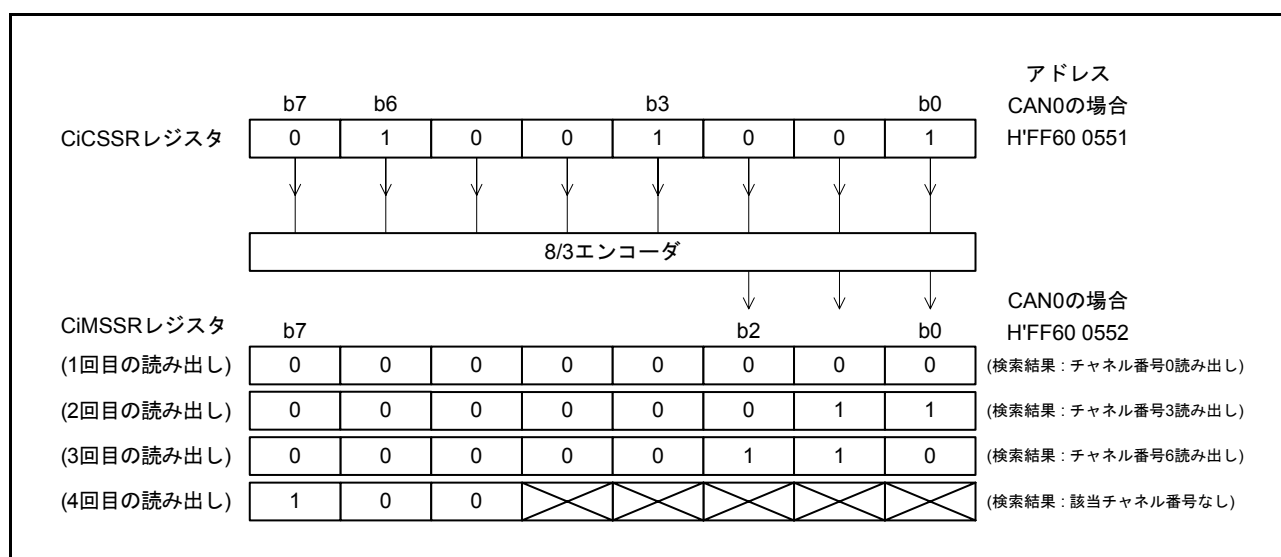 アドレス
b7 b6 b3 b0 CAN0の場合
CiCSSRレジスタ 0 1 0 0 1 0 0 1 H'FF60 0551
8/3エンコーダ
CAN0の場合
CiMSSRレジスタ b7 b2 b0 H'FF60 0552
(1回目の読み出し) 0 0 0 0 0 0 0 0 (検索結果 : チャネル番号0読み出し)
(2回目の読み出し) 0 0 0 0 0 0 1 1 (検索結果 : チャネル番号3読み出し)
(3回目の読み出し) 0 0 0 0 0 1 1 0 (検索結果 : チャネル番号6読み出し)
(4回目の読み出し) 1 0 0 (検索結果 : 該当チャネル番号なし)